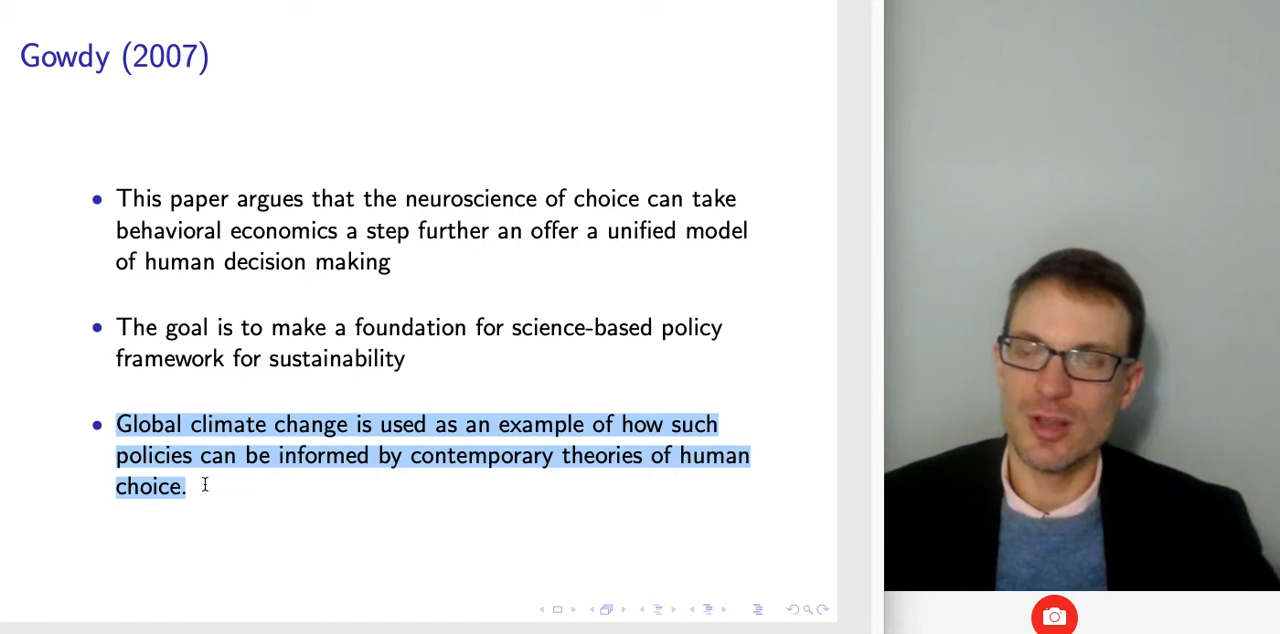 Gowdy (2007)
This paper argues that the neuroscience of choice can take
behavioral economics a step further an offer a unified model
of human decision making
The goal is to make a foundation for science-based policy
framework for sustainability
Global climate change is used as an example of how such
policies can be informed by contemporary theories of human
choice.